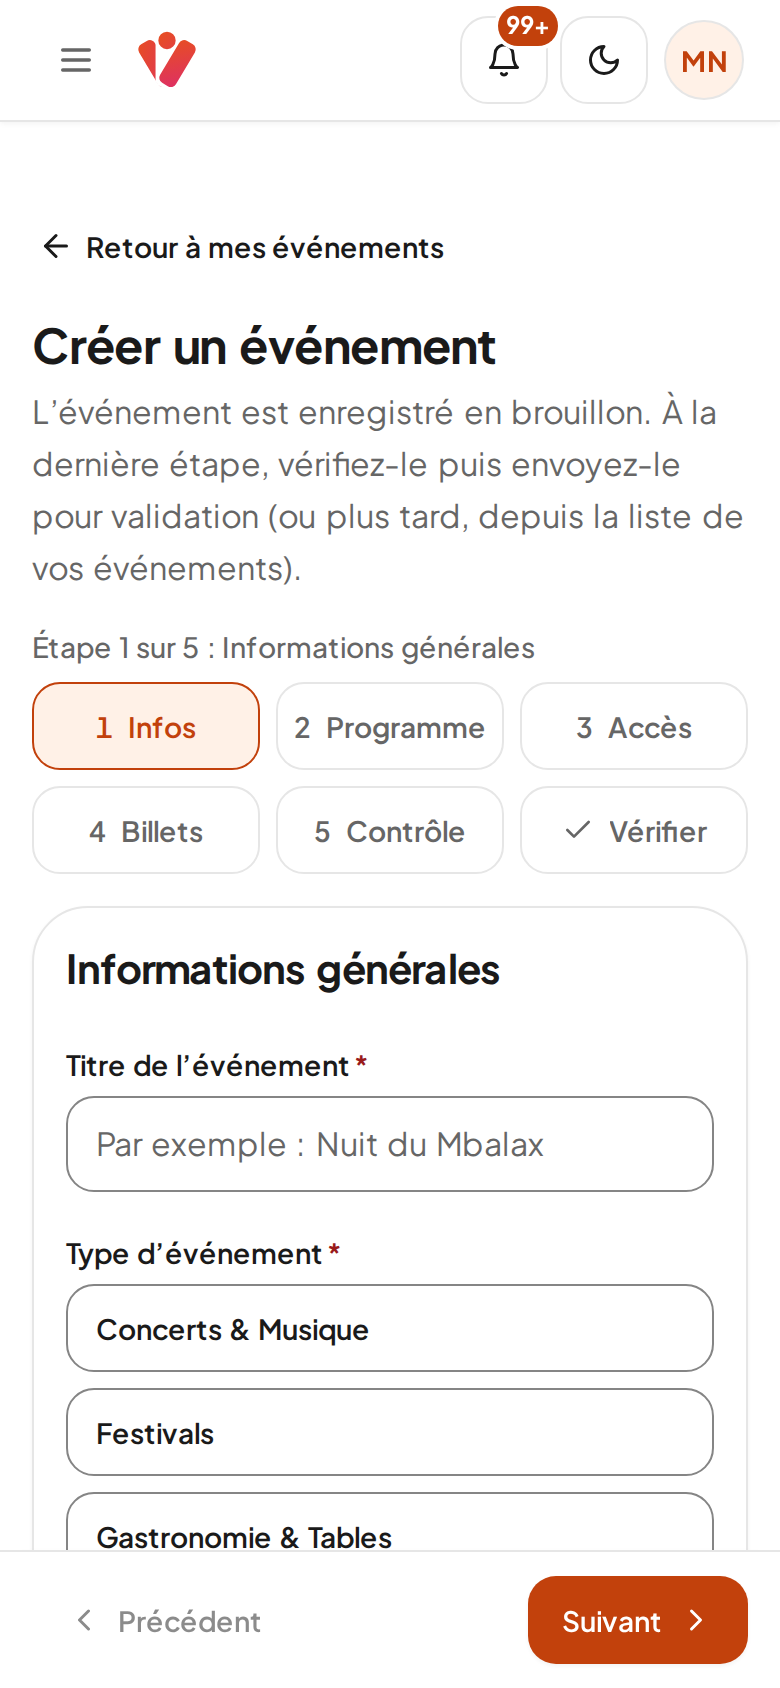 99+
MN
Retour à mes événements
Créer un événement
L’événement est enregistré en brouillon. À la
dernière étape, vérifiez-le puis envoyez-le
pour validation (ou plus tard, depuis la liste de
vos événements).
Étape 1 sur 5 : Informations générales
1 Infos
2 Programme
3 Accès
4 Billets
5 Contrôle
Vérifier
Informations générales
Titre de l’événement *
Par exemple : Nuit du Mbalax
Type d’événement *
Concerts & Musique
Festivals
Gastronomie & Tables
Précédent
Suivant